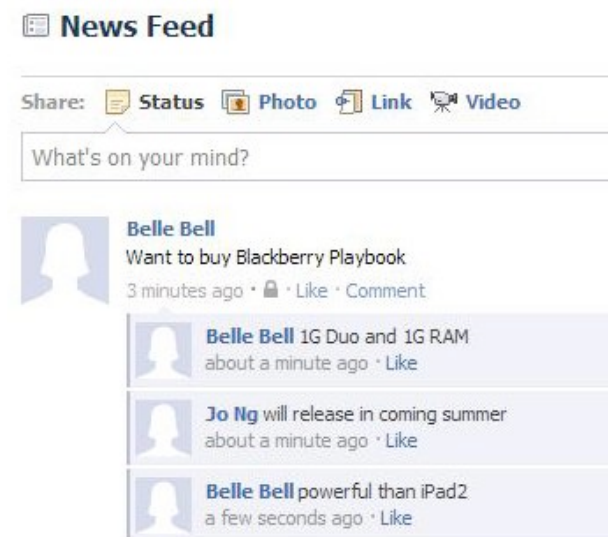 News Feed
Share: Status Photo Link Video
What's on your mind?
Belle Bell
Want to buy Blackberry Playbook
3 minutes ago · Like · Comment
Belle Bell 1G Duo and 1G RAM
about a minute ago · Like
Jo Ng will release in coming summer
about a minute ago · Like
Belle Bell powerful than iPad2
a few seconds ago · Like